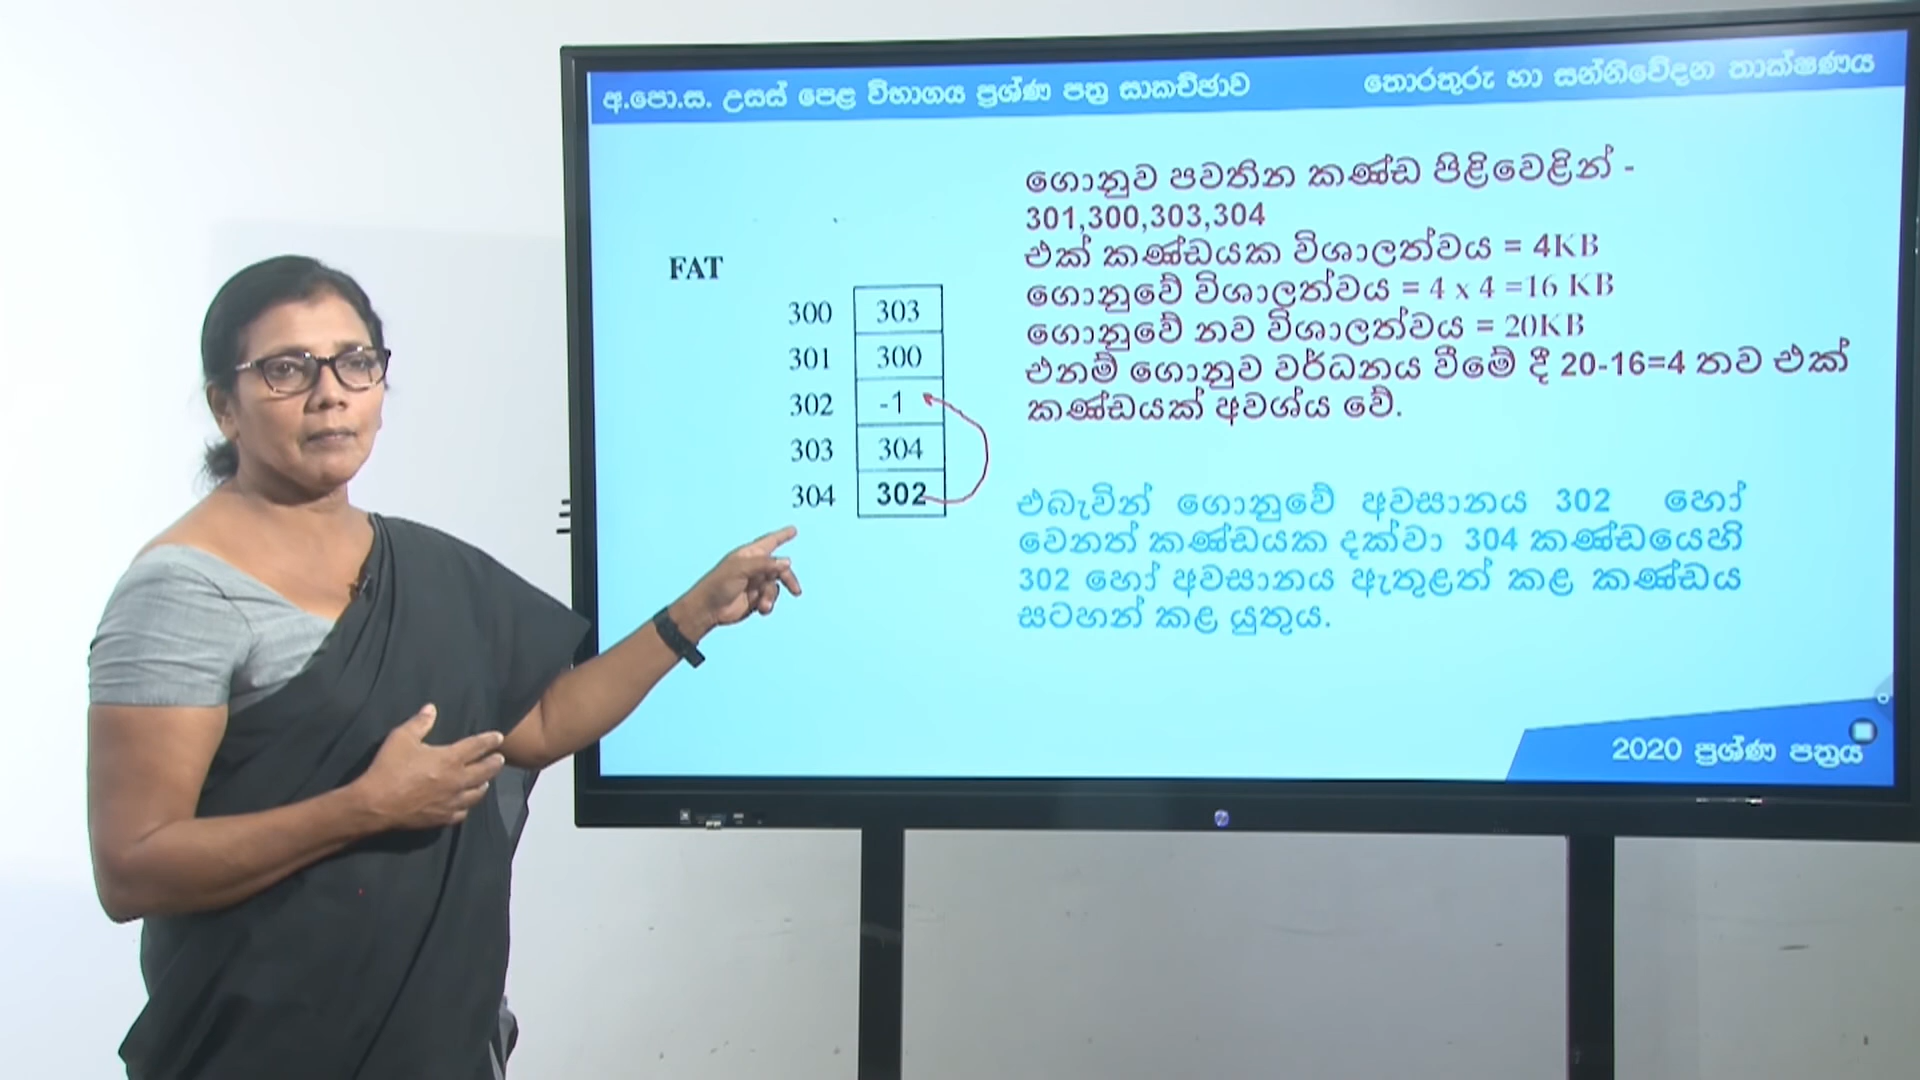 අ.පො.ස. උසස් පෙළ විභාගය ප්‍රශ්ණ පත්‍ර සාකච්ඡාව
තොරතුරු හා සන්නිවේදන තාක්ෂණය
FAT
300 303
301 300
302 -1
303 304
304 302
ගොනුව පවතින කණ්ඩ පිළිවෙළින් -
301,300,303,304
එක් කණ්ඩයක විශාලත්වය = 4KB
ගොනුවේ විශාලත්වය = 4 x 4 =16 KB
ගොනුවේ නව විශාලත්වය = 20KB
එනම් ගොනුව වර්ධනය වීමේ දී 20-16=4 තව එක්
කණ්ඩයක් අවශ්ය වේ.
එබැවින් ගොනුවේ අවසානය 302 හෝ
වෙනත් කණ්ඩයක දක්වා 304 කණ්ඩයෙහි
302 හෝ අවසානය ඇතුළත් කළ කණ්ඩය
සටහන් කළ යුතුය.
2020 ප්‍රශ්ණ පත්‍රය